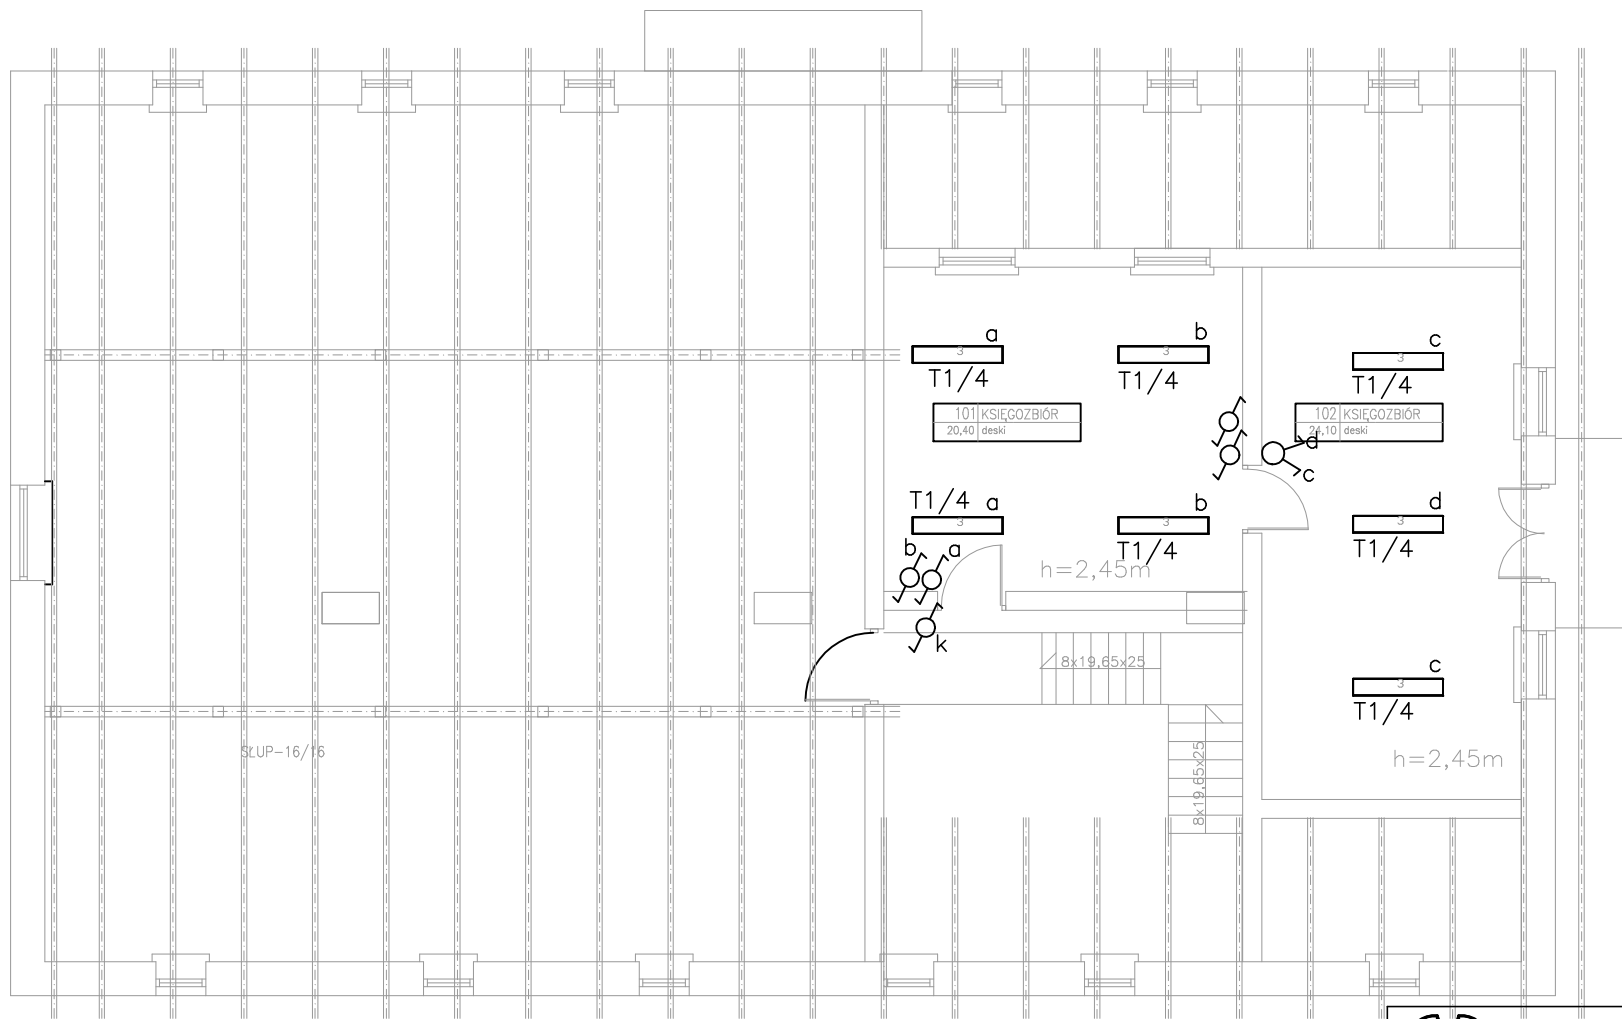 a
b
c
3
3
3
T1/4
T1/4
T1/4
101 KSIĘGOZBIÓR
20,40 deski
102 KSIĘGOZBIÓR
24,10 deski
d
c
T1/4
a
b
d
3
3
3
T1/4
T1/4
b
a
h=2,45m
k
8x19,65x25
c
3
T1/4
SŁUP-16/16
8x19,65x25
h=2,45m